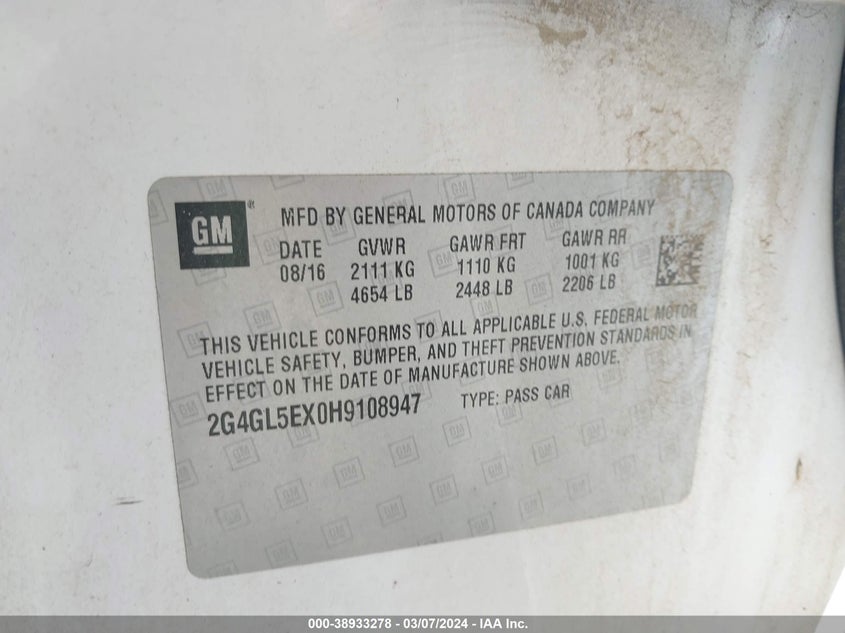 GM ®
MFD BY GENERAL MOTORS OF CANADA COMPANY
DATE GVWR GAWR FRT GAWR RR
08/16 2111 KG 1110 KG 1001 KG
4654 LB 2448 LB 2206 LB
THIS VEHICLE CONFORMS TO ALL APPLICABLE U.S. FEDERAL MOTOR
VEHICLE SAFETY, BUMPER, AND THEFT PREVENTION STANDARDS IN
EFFECT ON THE DATE OF MANUFACTURE SHOWN ABOVE.
2G4GL5EX0H9108947 TYPE: PASS CAR
000-38933278 - 03/07/2024 - IAA Inc.